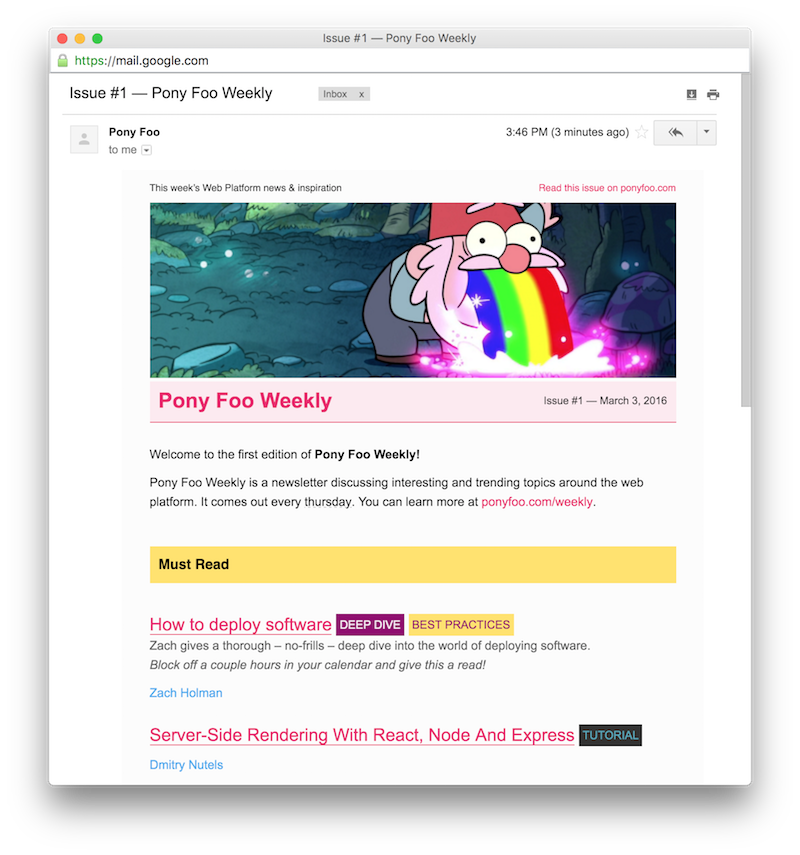 Issue #1 — Pony Foo Weekly
https://mail.google.com
Issue #1 — Pony Foo Weekly
Inbox x
Pony Foo
3:46 PM (3 minutes ago)
to me
This week's Web Platform news & inspiration
Read this issue on ponyfoo.com
Pony Foo Weekly
Issue #1 — March 3, 2016
Welcome to the first edition of Pony Foo Weekly!
Pony Foo Weekly is a newsletter discussing interesting and trending topics around the web
platform. It comes out every thursday. You can learn more at ponyfoo.com/weekly.
Must Read
How to deploy software DEEP DIVE BEST PRACTICES
Zach gives a thorough – no-frills – deep dive into the world of deploying software.
Block off a couple hours in your calendar and give this a read!
Zach Holman
Server-Side Rendering With React, Node And Express TUTORIAL
Dmitry Nutels